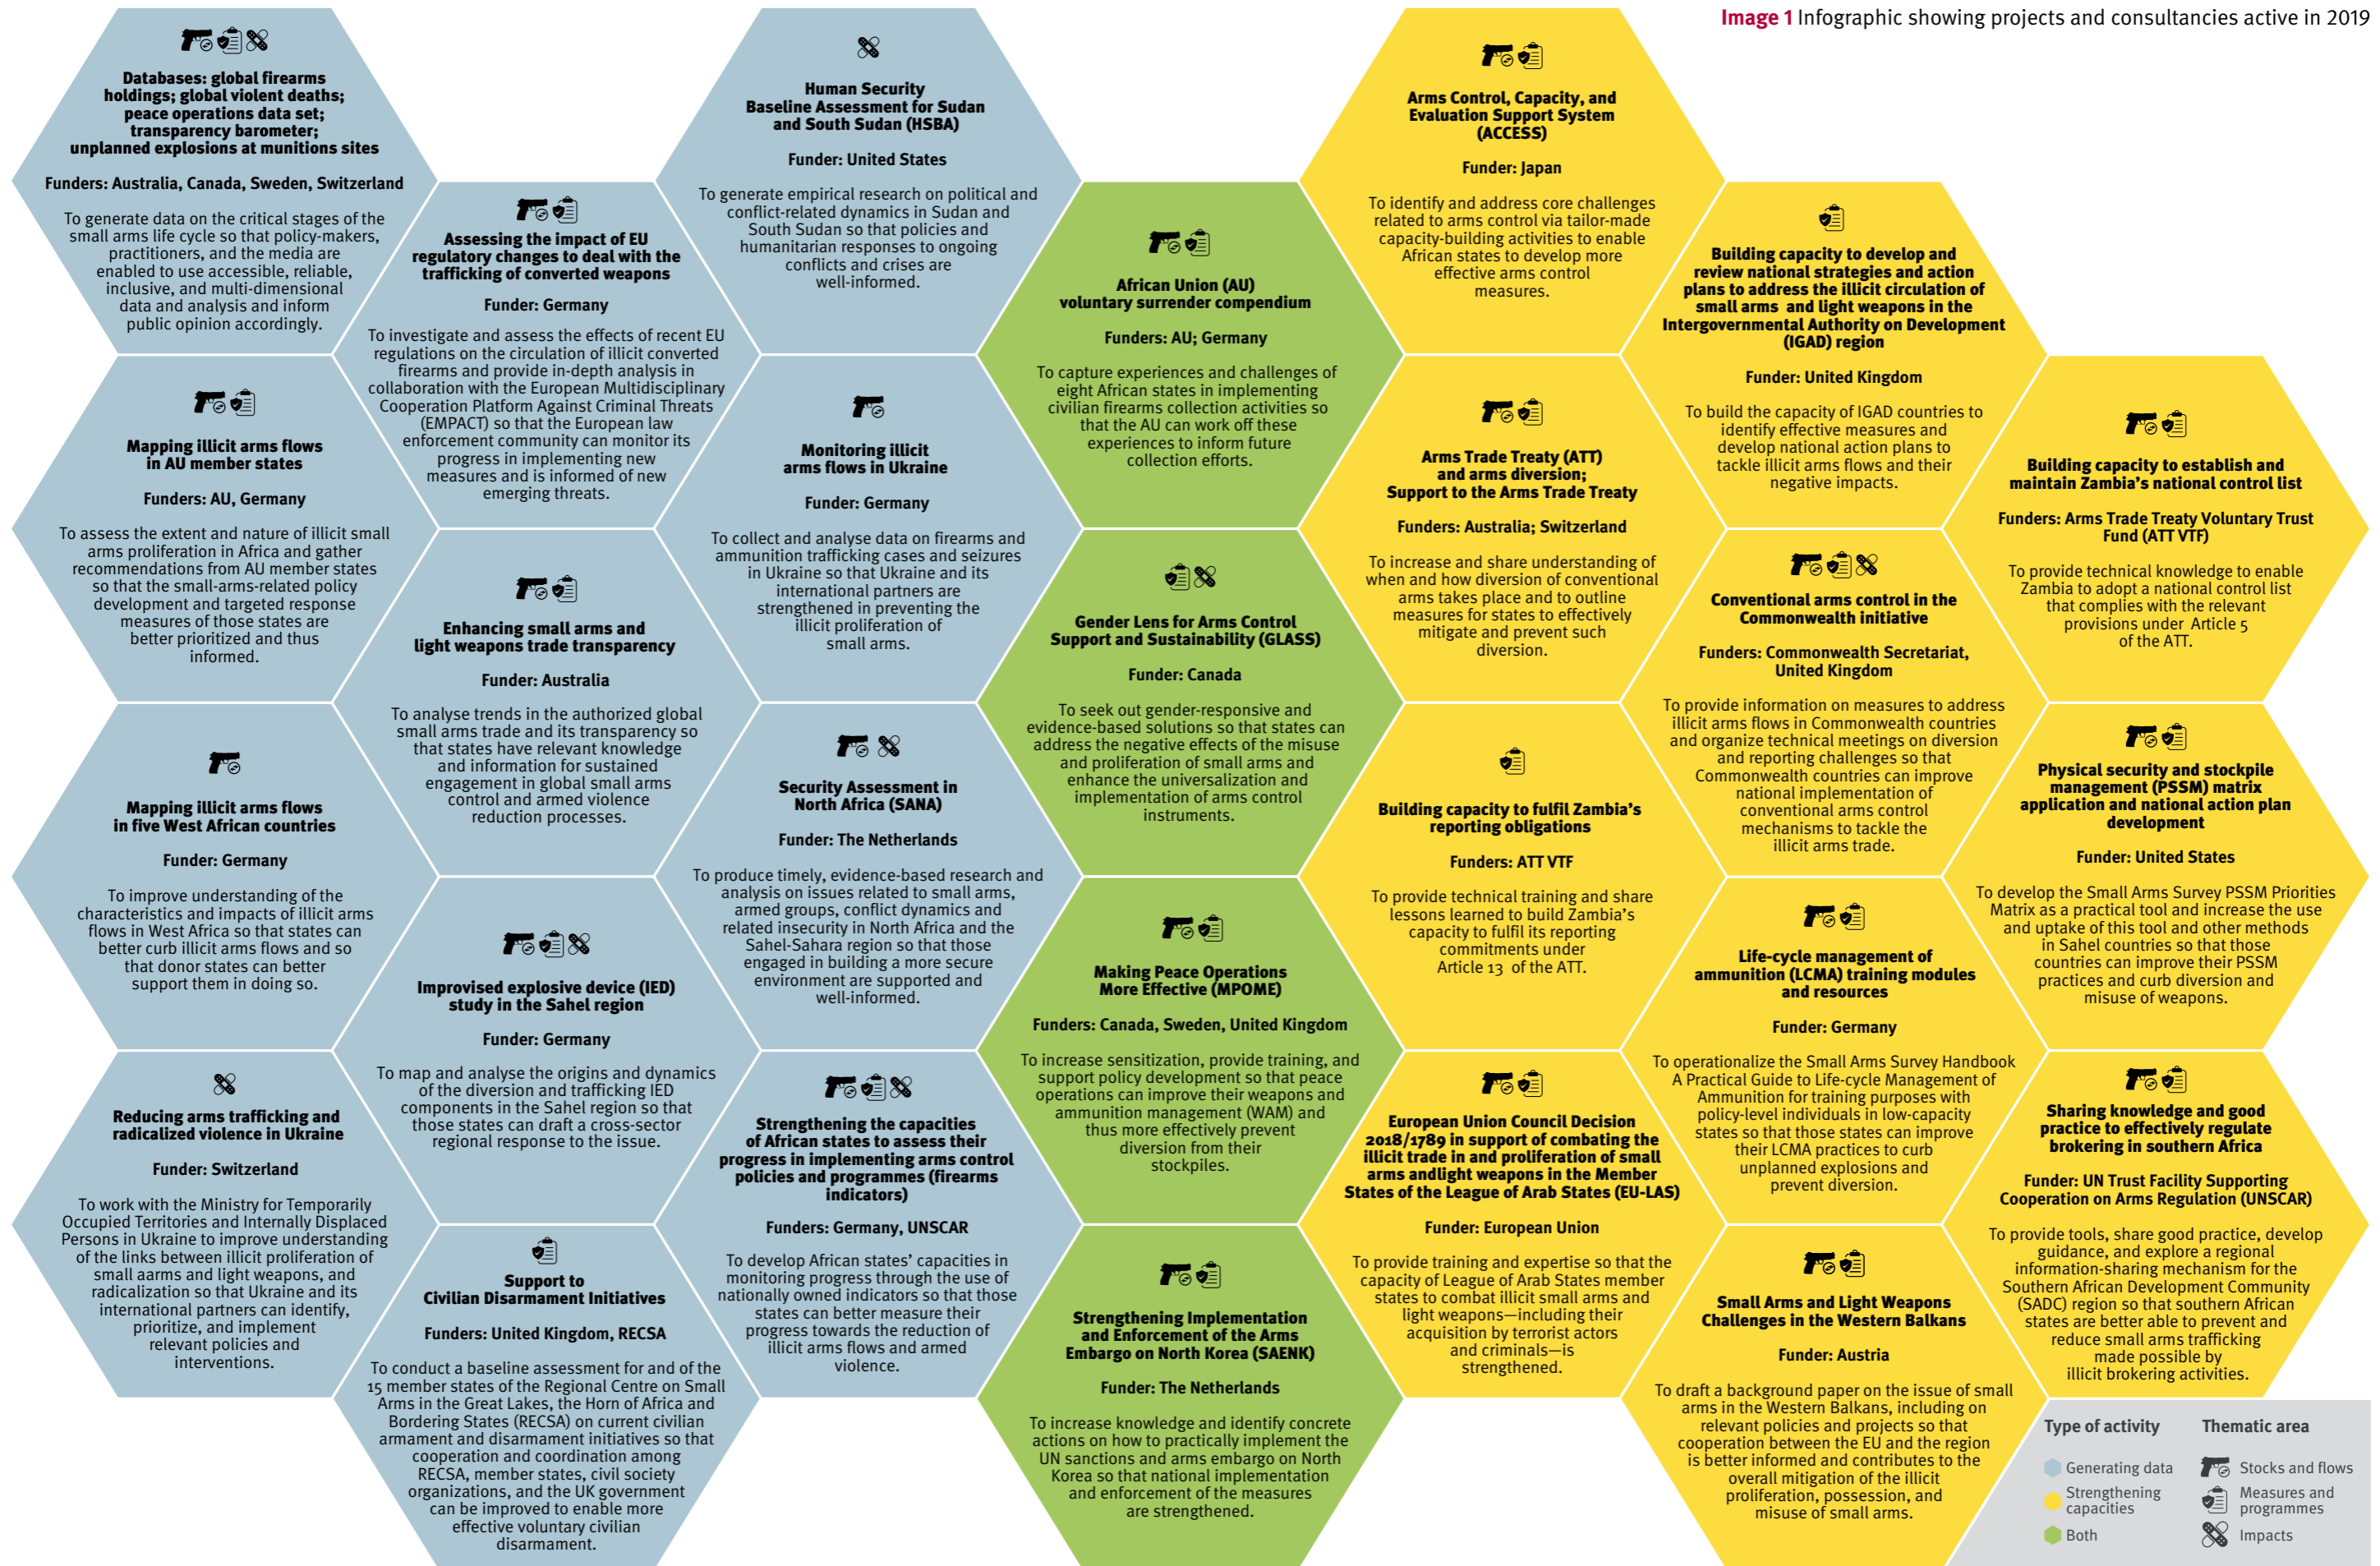 Image 1 Infographic showing projects and consultancies active in 2019
Databases: global firearms
holdings; global violent deaths;
peace operations data set;
transparency barometer;
unplanned explosions at munitions sites
Funders: Australia, Canada, Sweden, Switzerland
To generate data on the critical stages of the
small arms life cycle so that policy-makers,
practitioners, and the media are
enabled to use accessible, reliable,
inclusive, and multi-dimensional
data and analysis and inform
public opinion accordingly.
Mapping illicit arms flows
in AU member states
Funders: AU, Germany
To assess the extent and nature of illicit small
arms proliferation in Africa and gather
recommendations from AU member states
so that the small-arms-related policy
development and targeted response
measures of those states are
better prioritized and thus
informed.
Mapping illicit arms flows
in five West African countries
Funder: Germany
To improve understanding of the
characteristics and impacts of illicit arms
flows in West Africa so that states can
better curb illicit arms flows and so
that donor states can better
support them in doing so.
Reducing arms trafficking and
radicalized violence in Ukraine
Funder: Switzerland
To work with the Ministry for Temporarily
Occupied Territories and Internally Displaced
Persons in Ukraine to improve understanding
of the links between illicit proliferation of
small aarms and light weapons, and
radicalization so that Ukraine and its
international partners can identify,
prioritize, and implement
relevant policies and
interventions.
Assessing the impact of EU
regulatory changes to deal with the
trafficking of converted weapons
Funder: Germany
To investigate and assess the effects of recent EU
regulations on the circulation of illicit converted
firearms and provide in-depth analysis in
collaboration with the European Multidisciplinary
Cooperation Platform Against Criminal Threats
(EMPACT) so that the European law
enforcement community can monitor its
progress in implementing new
measures and is informed of new
emerging threats.
Enhancing small arms and
light weapons trade transparency
Funder: Australia
To analyse trends in the authorized global
small arms trade and its transparency so
that states have relevant knowledge
and information for sustained
engagement in global small arms
control and armed violence
reduction processes.
Improvised explosive device (IED)
study in the Sahel region
Funder: Germany
To map and analyse the origins and dynamics
of the diversion and trafficking IED
components in the Sahel region so that
those states can draft a cross-sector
regional response to the issue.
Support to
Civilian Disarmament Initiatives
Funders: United Kingdom, RECSA
To conduct a baseline assessment for and of the
15 member states of the Regional Centre on Small
Arms in the Great Lakes, the Horn of Africa and
Bordering States (RECSA) on current civilian
armament and disarmament initiatives so that
cooperation and coordination among
RECSA, member states, civil society
organizations, and the UK government
can be improved to enable more
effective voluntary civilian
disarmament.
Human Security
Baseline Assessment for Sudan
and South Sudan (HSBA)
Funder: United States
To generate empirical research on political and
conflict-related dynamics in Sudan and
South Sudan so that policies and
humanitarian responses to ongoing
conflicts and crises are
well-informed.
Monitoring illicit
arms flows in Ukraine
Funder: Germany
To collect and analyse data on firearms and
ammunition trafficking cases and seizures
in Ukraine so that Ukraine and its
international partners are
strengthened in preventing the
illicit proliferation of
small arms.
Security Assessment in
North Africa (SANA)
Funder: The Netherlands
To produce timely, evidence-based research and
analysis on issues related to small arms,
armed groups, conflict dynamics and
related insecurity in North Africa and the
Sahel-Sahara region so that those
engaged in building a more secure
environment are supported and
well-informed.
Strengthening the capacities
of African states to assess their
progress in implementing arms control
policies and programmes (firearms
indicators)
Funders: Germany, UNSCAR
To develop African states' capacities in
monitoring progress through the use of
nationally owned indicators so that those
states can better measure their
progress towards the reduction of
illicit arms flows and armed
violence.
African Union (AU)
voluntary surrender compendium
Funders: AU; Germany
To capture experiences and challenges of
eight African states in implementing
civilian firearms collection activities so
that the AU can work off these
experiences to inform future
collection efforts.
Gender Lens for Arms Control
Support and Sustainability (GLASS)
Funder: Canada
To seek out gender-responsive and
evidence-based solutions so that states can
address the negative effects of the misuse
and proliferation of small arms and
enhance the universalization and
implementation of arms control
instruments.
Making Peace Operations
More Effective (MPOME)
Funders: Canada, Sweden, United Kingdom
To increase sensitization, provide training, and
support policy development so that peace
operations can improve their weapons and
ammunition management (WAM) and
thus more effectively prevent
diversion from their
stockpiles.
Strengthening Implementation
and Enforcement of the Arms
Embargo on North Korea (SAENK)
Funder: The Netherlands
To increase knowledge and identify concrete
actions on how to practically implement the
UN sanctions and arms embargo on North
Korea so that national implementation
and enforcement of the measures
are strengthened.
Arms Control, Capacity, and
Evaluation Support System
(ACCESS)
Funder: Japan
To identify and address core challenges
related to arms control via tailor-made
capacity-building activities to enable
African states to develop more
effective arms control
measures.
Arms Trade Treaty (ATT)
and arms diversion;
Support to the Arms Trade Treaty
Funders: Australia; Switzerland
To increase and share understanding of
when and how diversion of conventional
arms takes place and to outline
measures for states to effectively
mitigate and prevent such
diversion.
Building capacity to fulfil Zambia's
reporting obligations
Funders: ATT VTF
To provide technical training and share
lessons learned to build Zambia's
capacity to fulfil its reporting
commitments under
Article 13 of the ATT.
European Union Council Decision
2018/1789 in support of combating the
illicit trade in and proliferation of small
arms andlight weapons in the Member
States of the League of Arab States (EU-LAS)
Funder: European Union
To provide training and expertise so that the
capacity of League of Arab States member
states to combat illicit small arms and
light weapons—including their
acquisition by terrorist actors
and criminals—is
strengthened.
Building capacity to develop and
review national strategies and action
plans to address the illicit circulation of
small arms and light weapons in the
Intergovernmental Authority on Development
(IGAD) region
Funder: United Kingdom
To build the capacity of IGAD countries to
identify effective measures and
develop national action plans to
tackle illicit arms flows and their
negative impacts.
Conventional arms control in the
Commonwealth initiative
Funders: Commonwealth Secretariat,
United Kingdom
To provide information on measures to address
illicit arms flows in Commonwealth countries
and organize technical meetings on diversion
and reporting challenges so that
Commonwealth countries can improve
national implementation of
conventional arms control
mechanisms to tackle the
illicit arms trade.
Life-cycle management of
ammunition (LCMA) training modules
and resources
Funder: Germany
To operationalize the Small Arms Survey Handbook
A Practical Guide to Life-cycle Management of
Ammunition for training purposes with
policy-level individuals in low-capacity
states so that those states can improve
their LCMA practices to curb
unplanned explosions and
prevent diversion.
Small Arms and Light Weapons
Challenges in the Western Balkans
Funder: Austria
To draft a background paper on the issue of small
arms in the Western Balkans, including on
relevant policies and projects so that
cooperation between the EU and the region
is better informed and contributes to the
overall mitigation of the illicit
proliferation, possession, and
misuse of small arms.
Building capacity to establish and
maintain Zambia's national control list
Funders: Arms Trade Treaty Voluntary Trust
Fund (ATT VTF)
To provide technical knowledge to enable
Zambia to adopt a national control list
that complies with the relevant
provisions under Article 5
of the ATT.
Physical security and stockpile
management (PSSM) matrix
application and national action plan
development
Funder: United States
To develop the Small Arms Survey PSSM Priorities
Matrix as a practical tool and increase the use
and uptake of this tool and other methods
in Sahel countries so that those
countries can improve their PSSM
practices and curb diversion and
misuse of weapons.
Sharing knowledge and good
practice to effectively regulate
brokering in southern Africa
Funder: UN Trust Facility Supporting
Cooperation on Arms Regulation (UNSCAR)
To provide tools, share good practice, develop
guidance, and explore a regional
information-sharing mechanism for the
Southern African Development Community
(SADC) region so that southern African
states are better able to prevent and
reduce small arms trafficking
made possible by
illicit brokering activities.
Type of activity
Generating data
Strengthening
capacities
Both
Thematic area
Stocks and flows
Measures and
programmes
Impacts